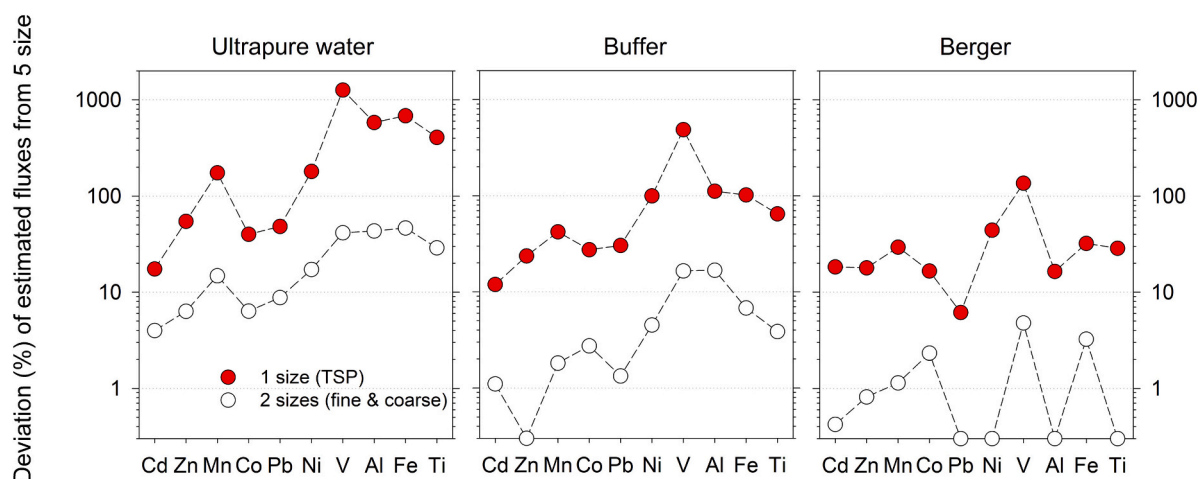 Deviation (%) of estimated fluxes from 5 size
Ultrapure water
Buffer
Berger
1000
100
10
1
1 size (TSP)
2 sizes (fine & coarse)
1000
100
10
1
Cd Zn Mn Co Pb Ni V Al Fe Ti
Cd Zn Mn Co Pb Ni V Al Fe Ti
Cd Zn Mn Co Pb Ni V Al Fe Ti